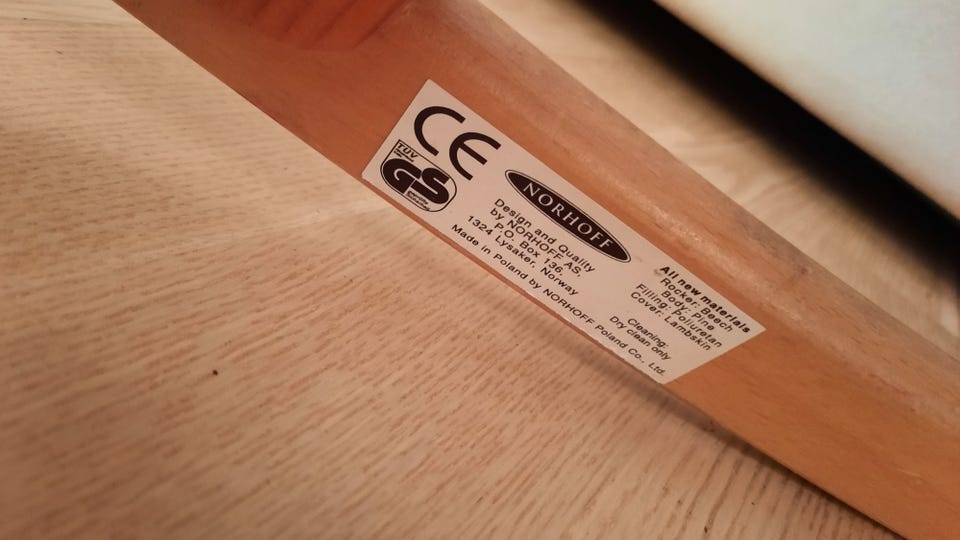 CE
TÜV
GS
NORHOFF
Design and Quality
by NORHOFF AS,
P.O. Box 136,
1324 Lysaker, Norway
Made in Poland by NORHOFF Poland Co., Ltd.
All new materials
Rocker: Beech
Body: Pine
Filling: Poliuretan
Cover: Lambskin
Cleaning:
Dry clean only